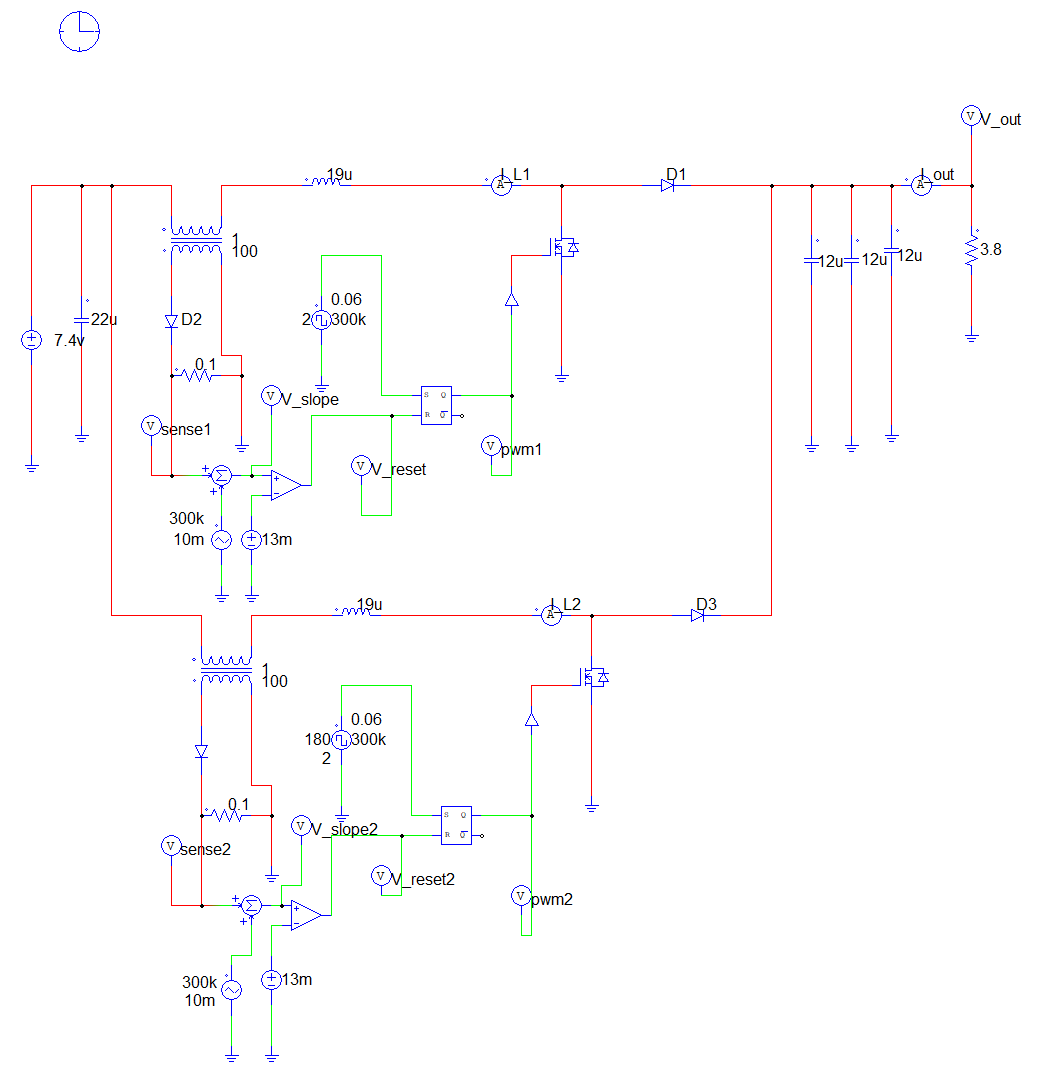 V V_out
19u
A I_L1
D1
A I_out
1
100
12u
12u
12u
3.8
0.06
2
300k
22u
D2
7.4v
0.1
V V_slope
S Q
R Q
V sense1
V V_reset
V pwm1
Σ
300k
10m
13m
19u
A I_L2
D3
1
100
0.06
180
300k
2
0.1
V V_slope2
S Q
R Q
V sense2
V V_reset2
V pwm2
Σ
300k
10m
13m